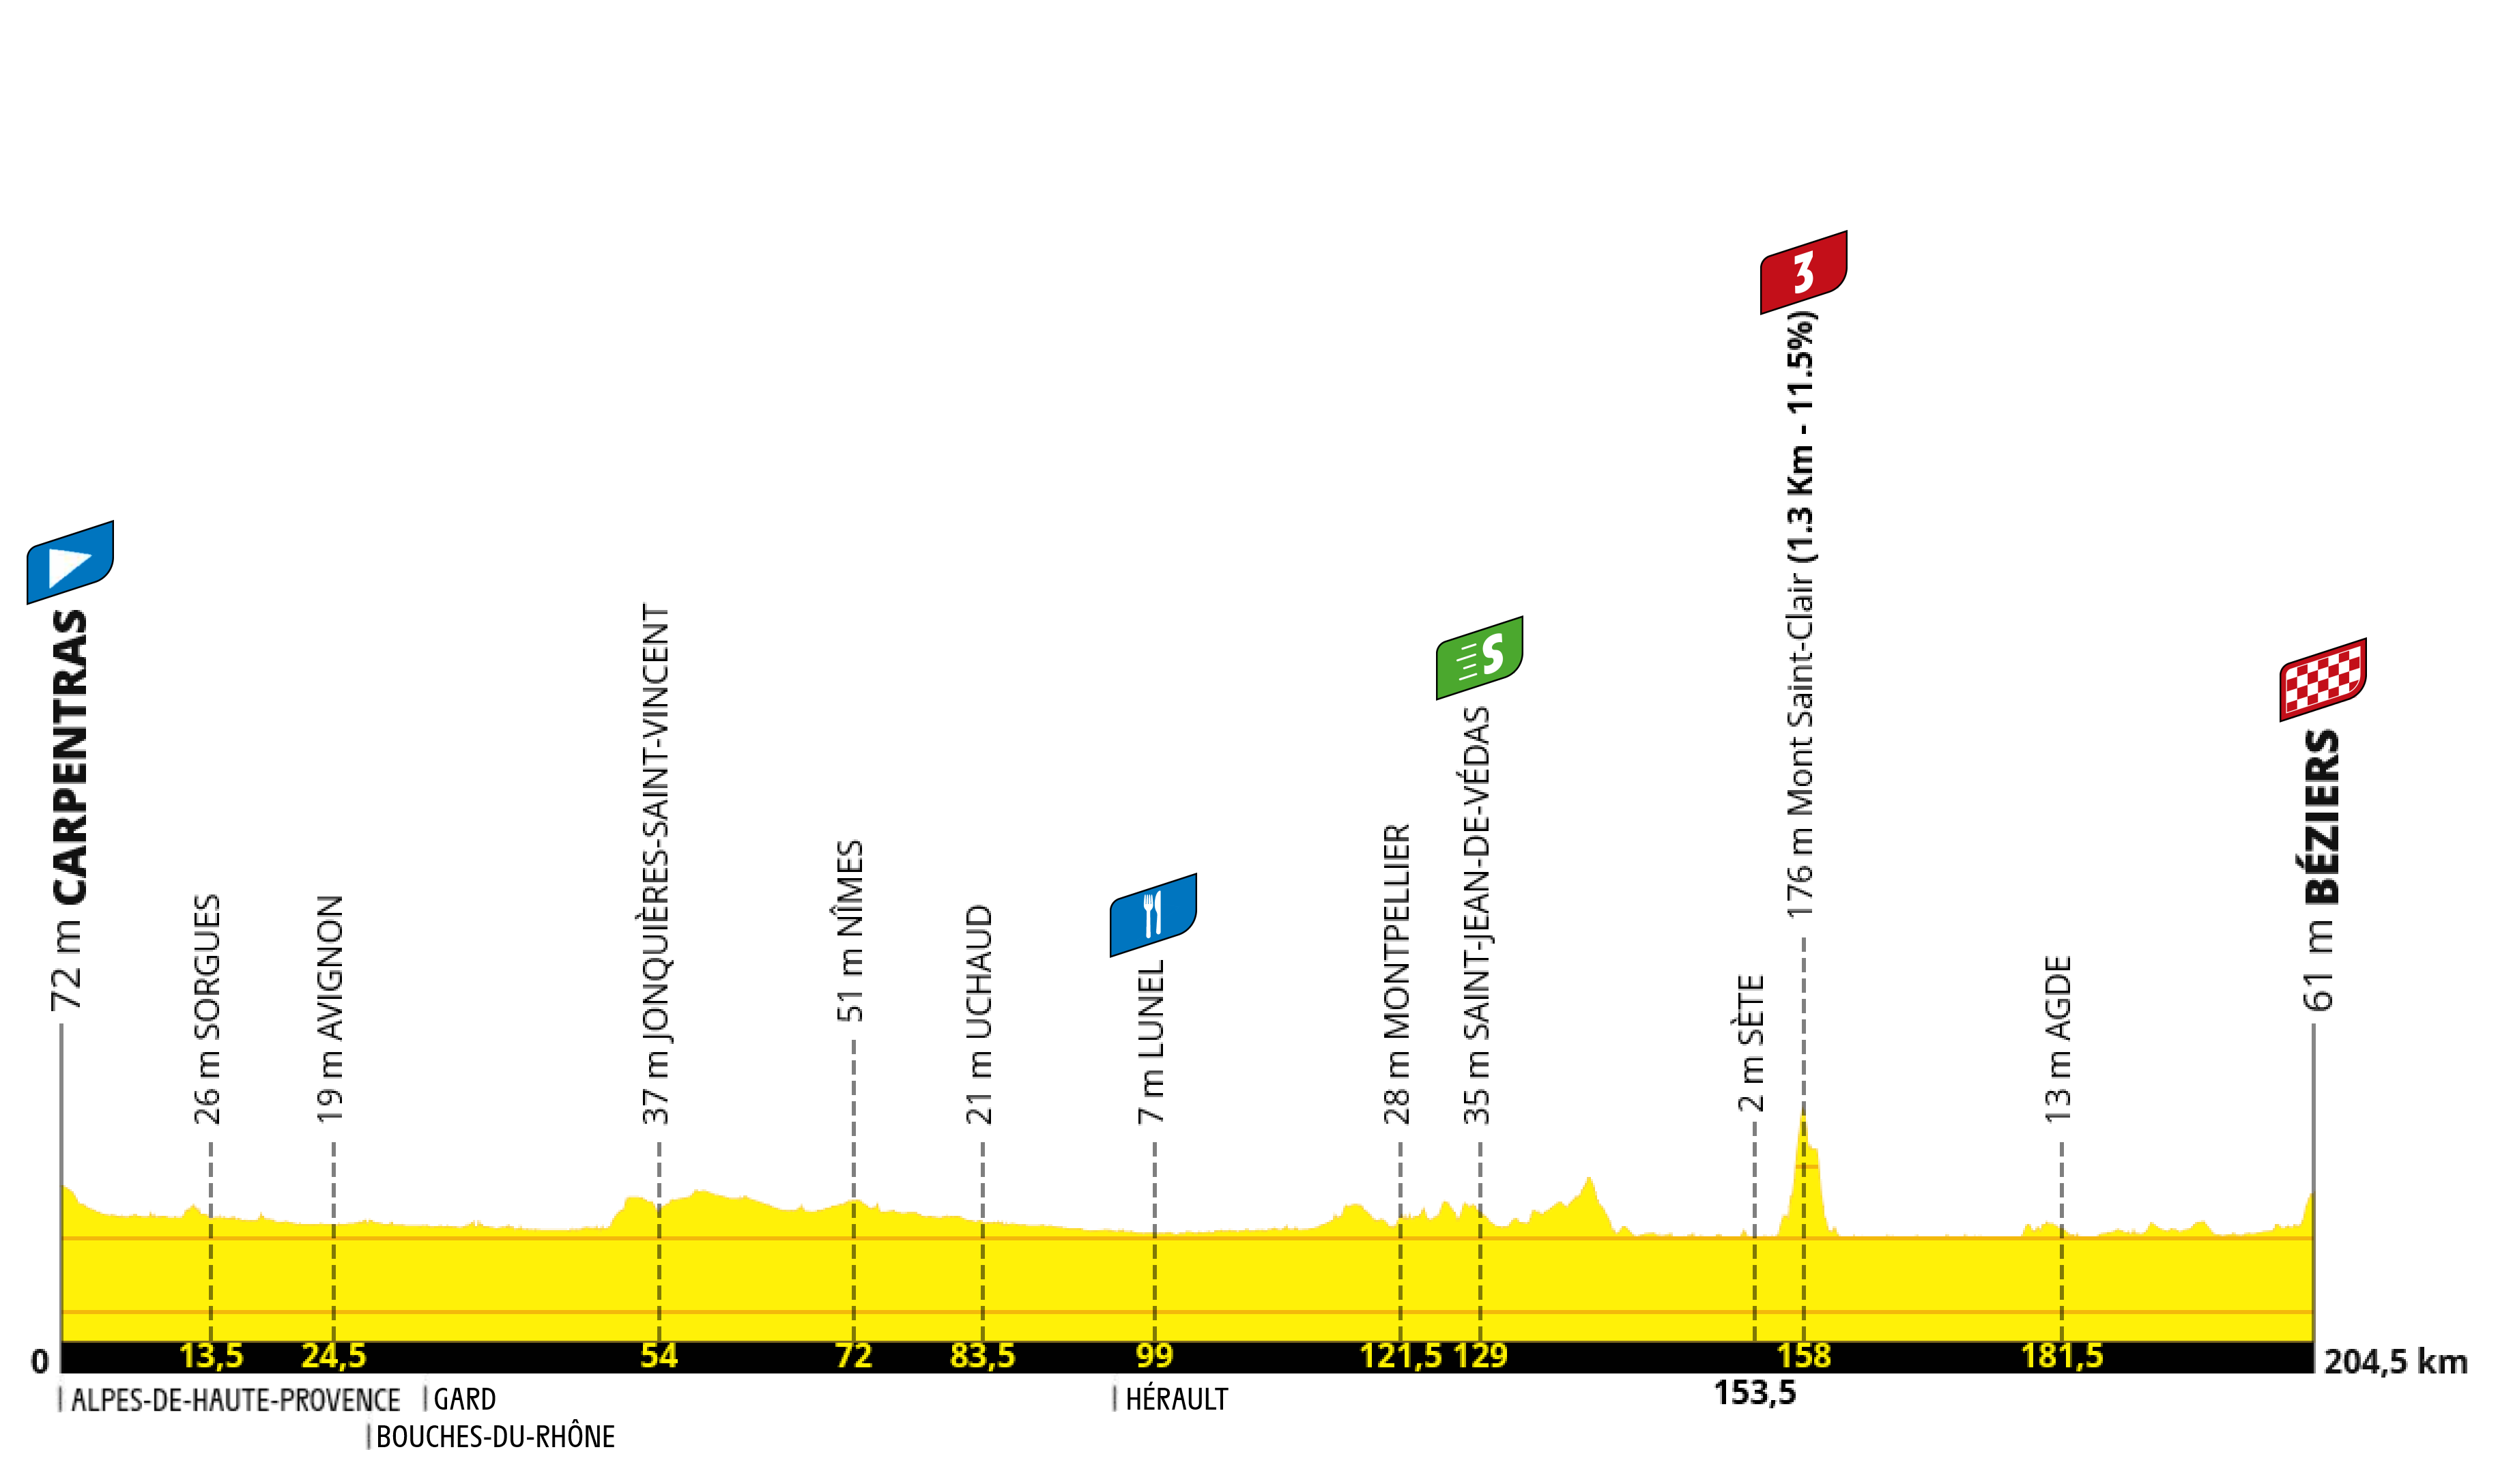 3
72 m CARPENTRAS
26 m SORGUES
19 m AVIGNON
37 m JONQUIÈRES-SAINT-VINCENT
51 m NÎMES
21 m UCHAUD
7 m LUNEL
28 m MONTPELLIER
S
35 m SAINT-JEAN-DE-VÉDAS
2 m SÈTE
176 m Mont Saint-Clair (1.3 Km - 11.5%)
13 m AGDE
61 m BÉZIERS
0 13,5 24,5 54 72 83,5 99 121,5 129 158 181,5 204,5 km
153,5
ALPES-DE-HAUTE-PROVENCE GARD HÉRAULT
BOUCHES-DU-RHÔNE